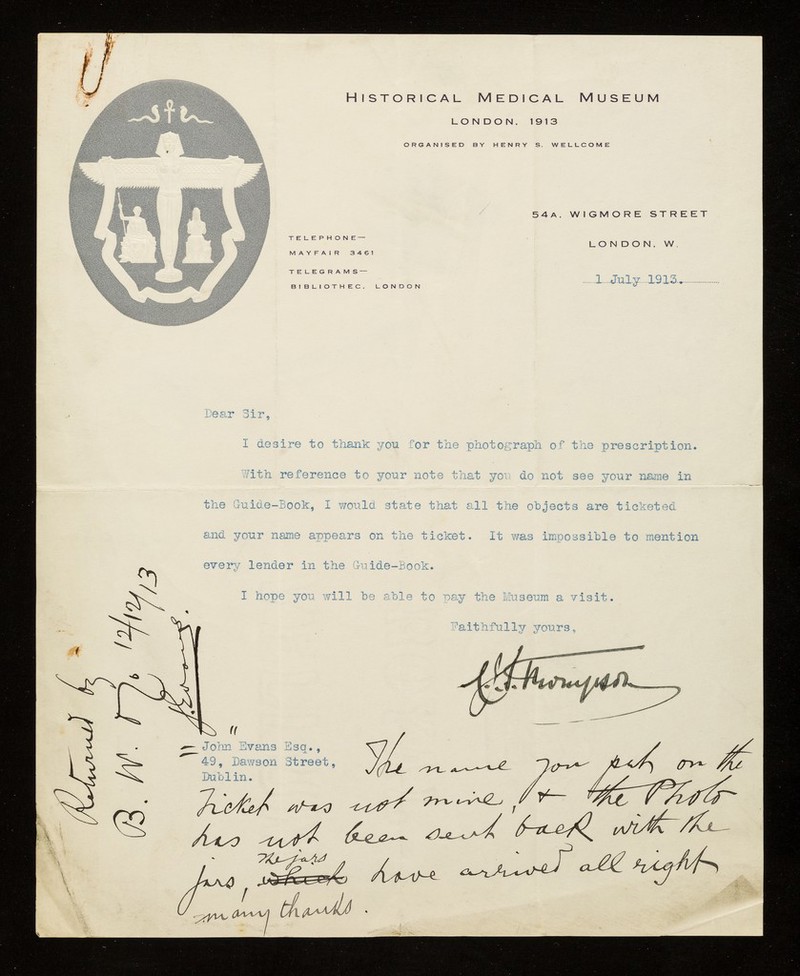 HISTORICAL MEDICAL MUSEUM
LONDON, 1913
ORGANISED BY HENRY S. WELLCOME
54A, WIGMORE STREET
LONDON, W.
TELEPHONE—
MAYFAIR 3461
TELEGRAMS—
BIBLIOTHEC, LONDON
1 July 1913.
Dear Sir,
I desire to thank you for the photograph of the prescription.
With reference to your note that you do not see your name in
the Guide-Book, I would state that all the objects are ticketed
and your name appears on the ticket. It was impossible to mention
every lender in the Guide-Book.
I hope you will be able to pay the Museum a visit.
Faithfully yours,
C.J.S. Thompson
John Evans Esq.,
49, Dawson Street,
Dublin.
The name you put on the
Ticket was not mine, & the Photo
has not been sent back with the
The jars
jars, which have arrived all right
many thanks.
Returned by
B. W. & Co 12/12/13
J. Evans.